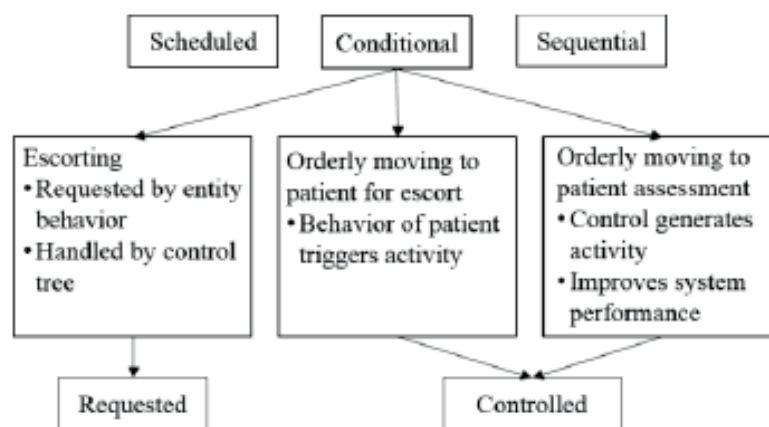 Scheduled
Conditional
Sequential
Escorting
•Requested by entity
behavior
•Handled by control
tree
Orderly moving to
patient for escort
•Behavior of patient
triggers activity
Orderly moving to
patient assessment
•Control generates
activity
•Improves system
performance
Requested
Controlled